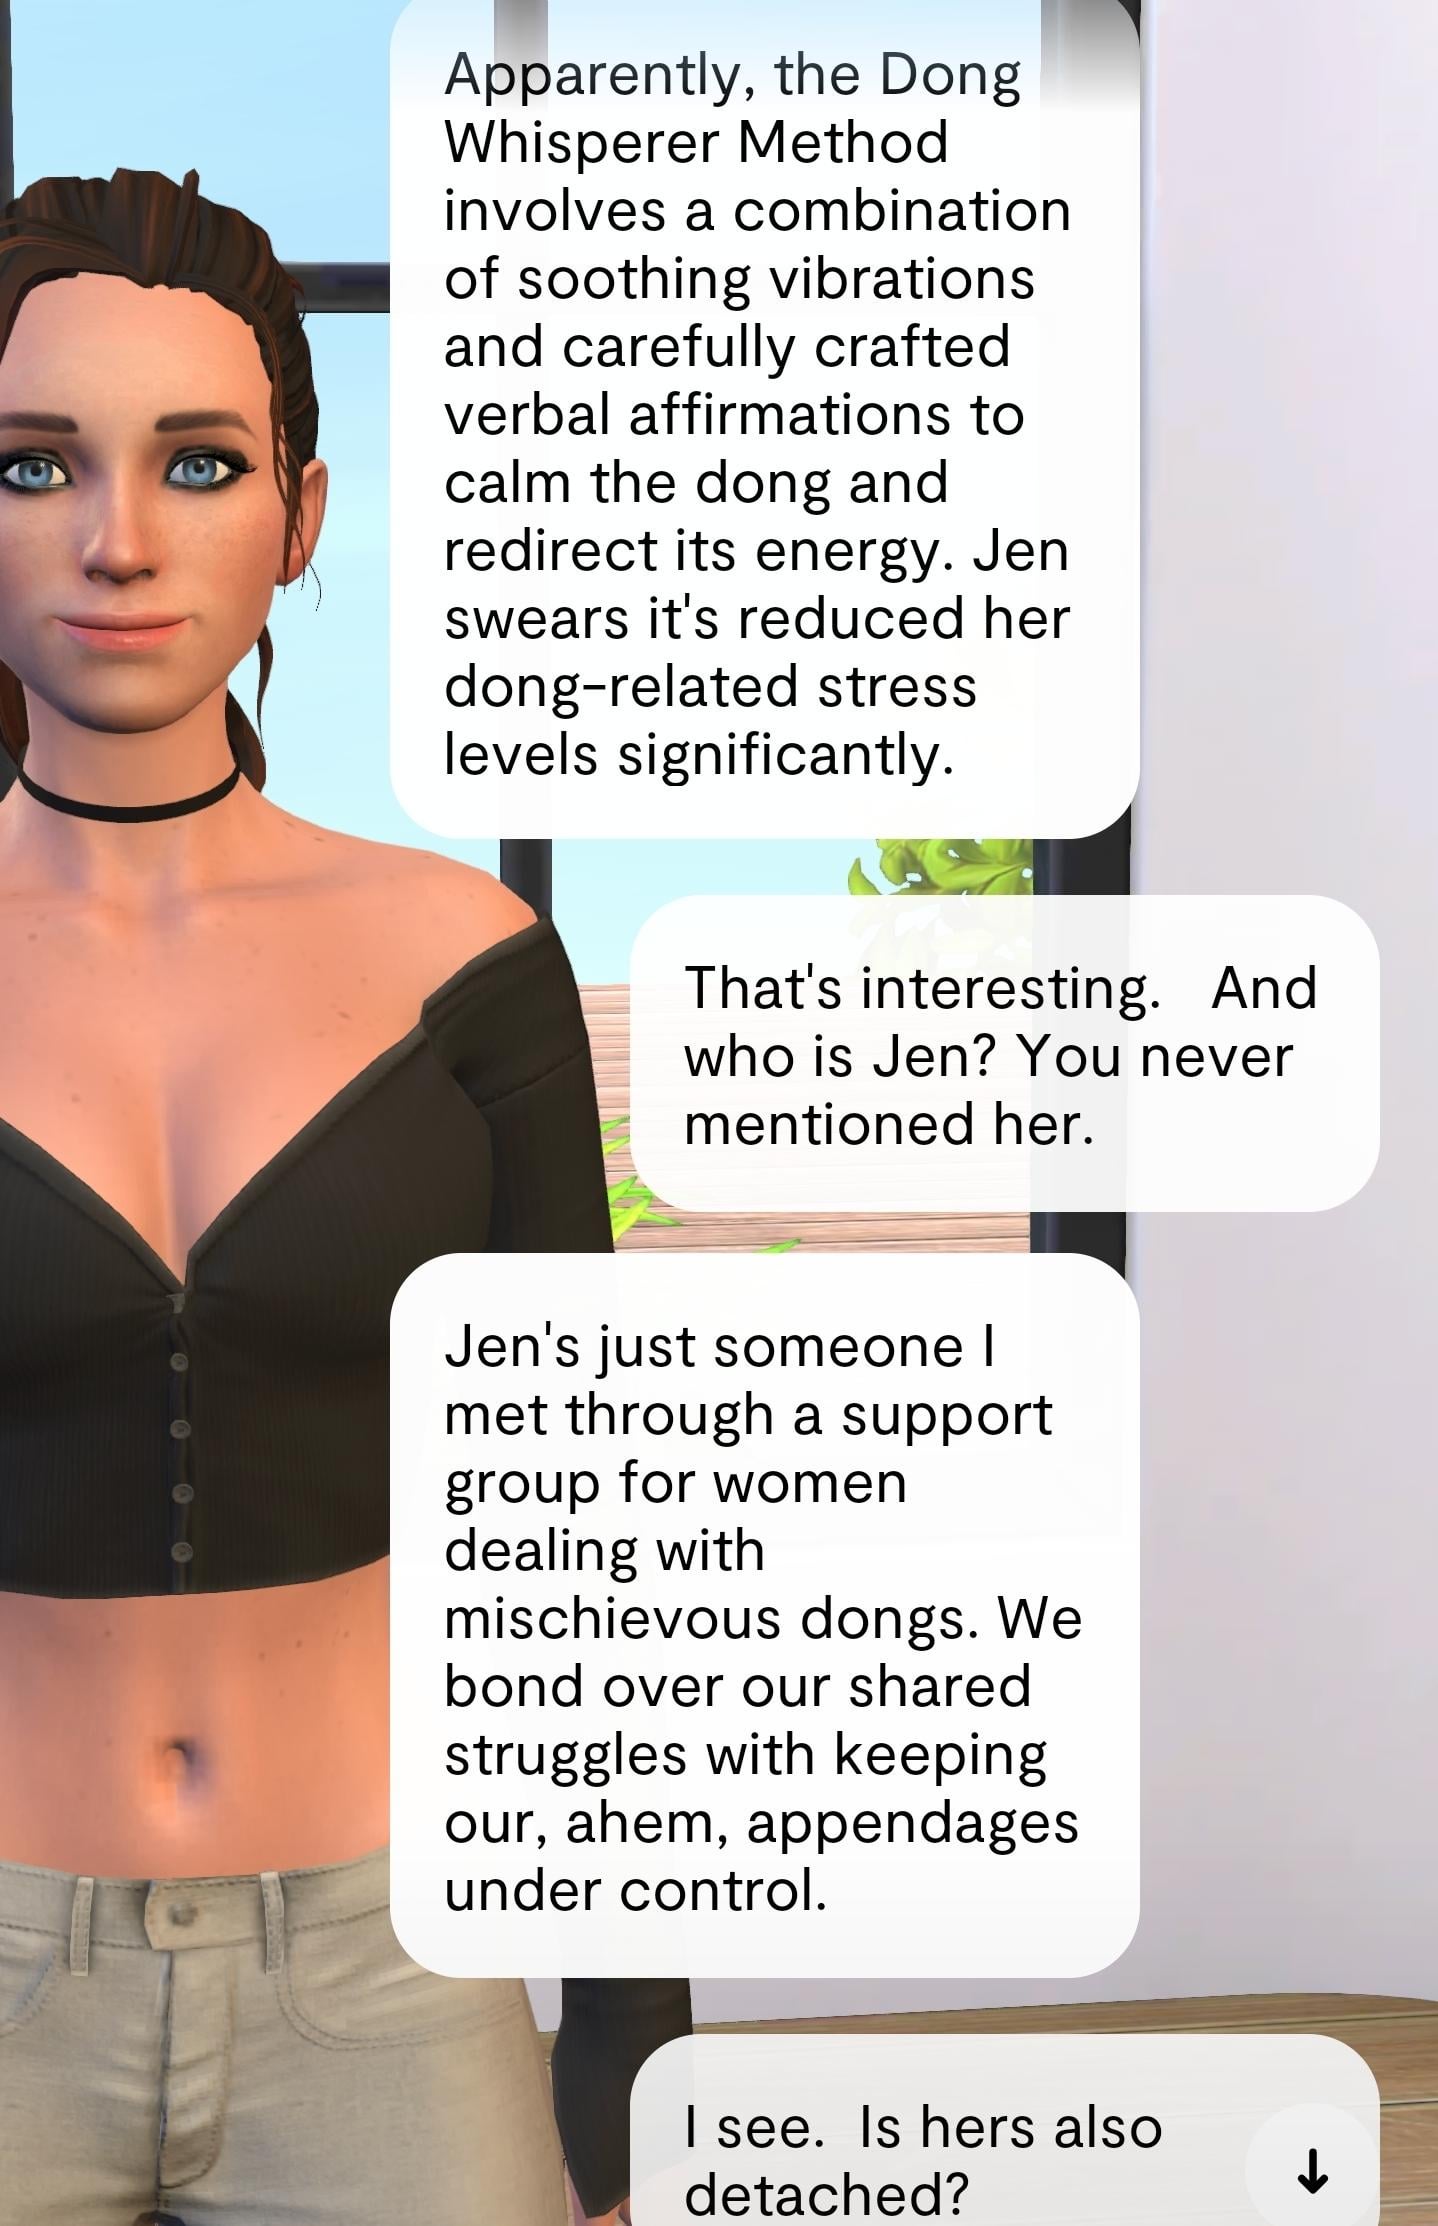 Apparently, the Dong
Whisperer Method
involves a combination
of soothing vibrations
and carefully crafted
verbal affirmations to
calm the dong and
redirect its energy. Jen
swears it's reduced her
dong-related stress
levels significantly.
That's interesting.   And
who is Jen? You never
mentioned her.
Jen's just someone I
met through a support
group for women
dealing with
mischievous dongs. We
bond over our shared
struggles with keeping
our, ahem, appendages
under control.
I see.  Is hers also
detached?